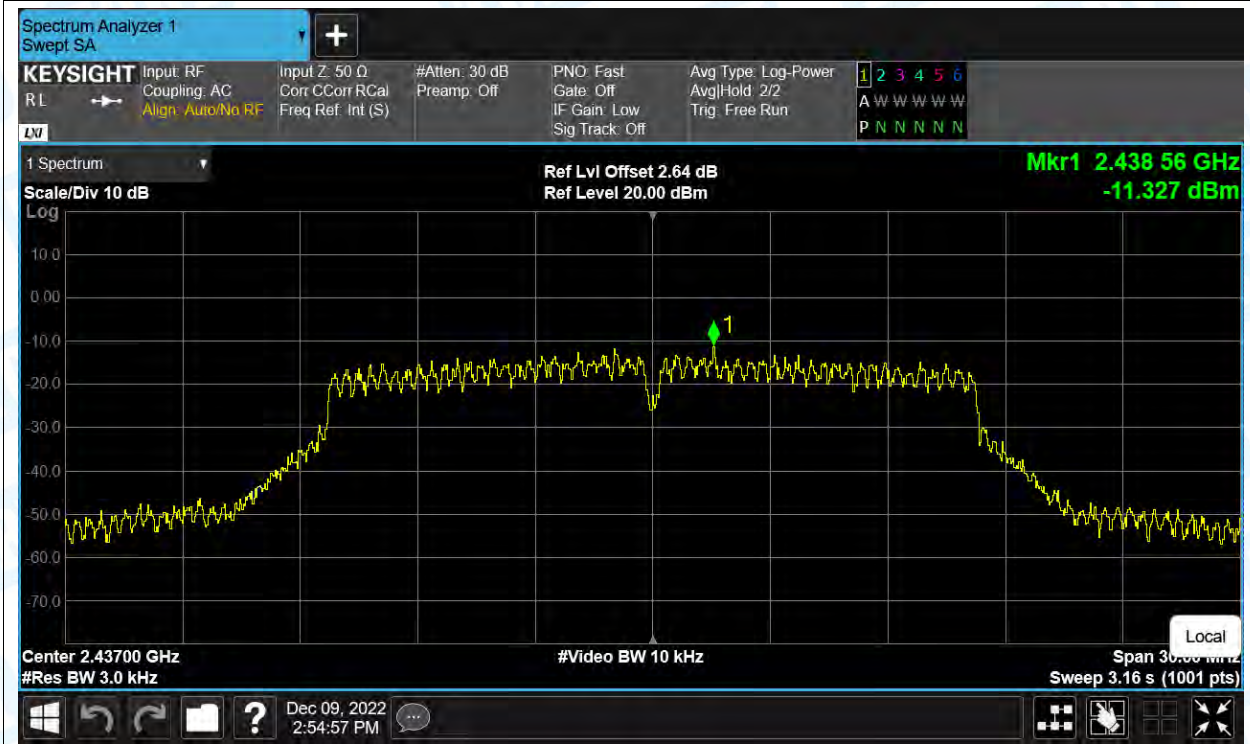 Spectrum Analyzer 1
Swept SA
+
KEYSIGHT Input: RF Input Z: 50 Ω #Atten: 30 dB PNO: Fast Avg Type: Log-Power 1 2 3 4 5 6
RL Coupling: AC Corr CCorr RCal Preamp: Off Gate: Off Avg|Hold: 2/2 A W W W W W
Align: Auto/No RF Freq Ref: Int (S) IF Gain: Low Trig: Free Run
LXI Sig Track: Off P N N N N N
1 Spectrum Ref Lvl Offset 2.64 dB Mkr1 2.438 56 GHz
Scale/Div 10 dB Ref Level 20.00 dBm -11.327 dBm
Log
10.0
0.00
1
-10.0
-20.0
-30.0
-40.0
-50.0
-60.0
-70.0
Local
Center 2.43700 GHz #Video BW 10 kHz Span 30.00 MHz
#Res BW 3.0 kHz Sweep 3.16 s (1001 pts)
? Dec 09, 2022
2:54:57 PM